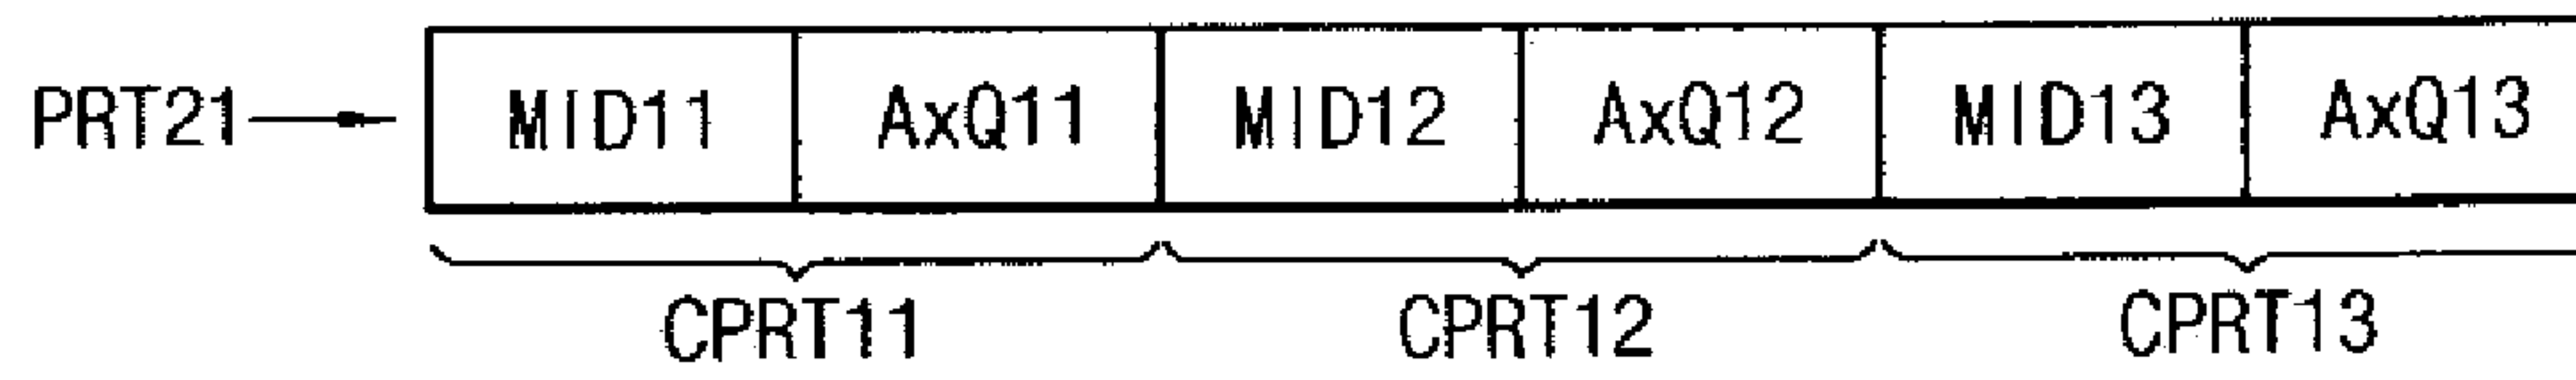 PRT21 MID11 AxQ11 MID12 AxQ12 MID13 AxQ13
CPRT11 CPRT12 CPRT13